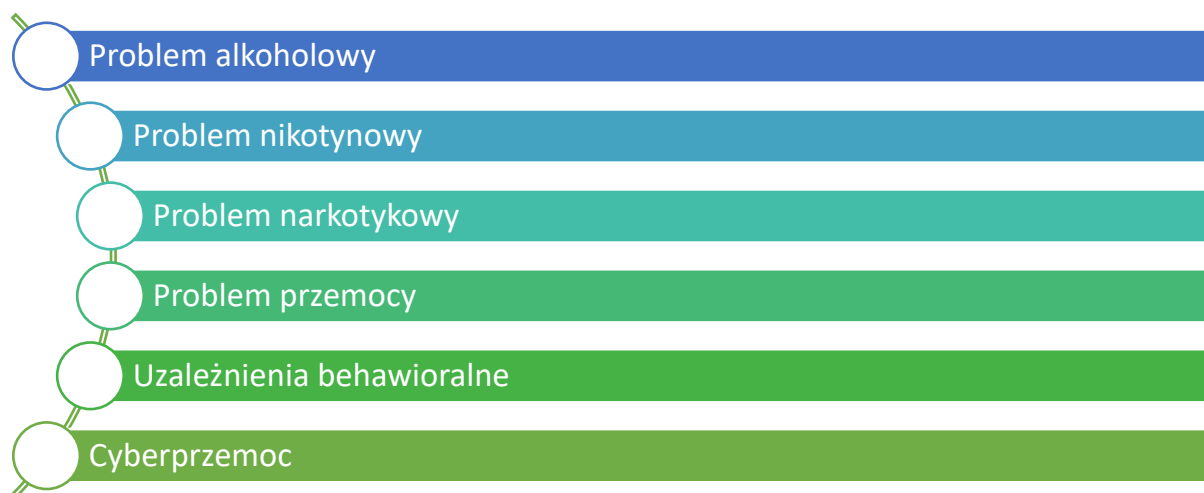 Problem alkoholowy
Problem nikotynowy
Problem narkotykowy
Problem przemocy
Uzależnienia behawioralne
Cyberprzemoc